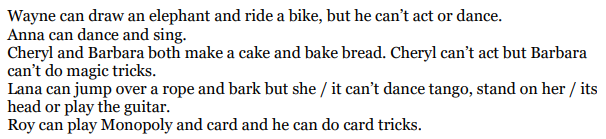 Wayne can draw an elephant and ride a bike, but he can't act or dance.
Anna can dance and sing.
Cheryl and Barbara both make a cake and bake bread. Cheryl can't act but Barbara
can't do magic tricks.
Lana can jump over a rope and bark but she / it can't dance tango, stand on her / its
head or play the guitar.
Roy can play Monopoly and card and he can do card tricks.